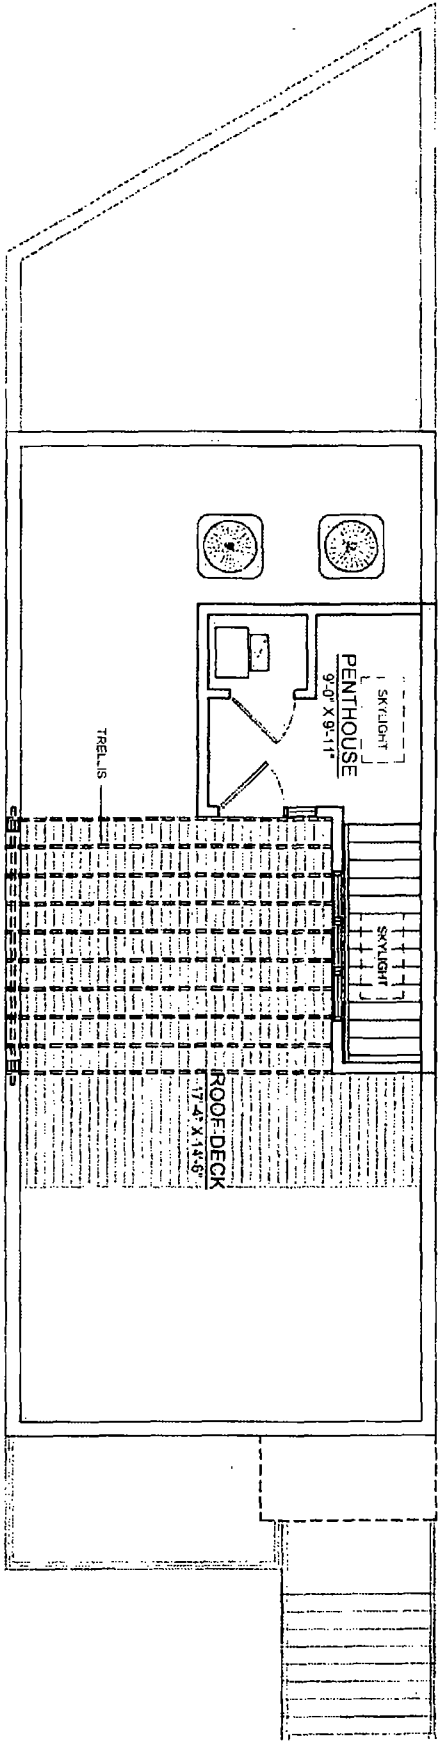 SKYLIGHT
PENTHOUSE
9'-0" X 9'-11"
TRELLIS
SKYLIGHT
ROOF DECK
17'-4" X 14'-6"